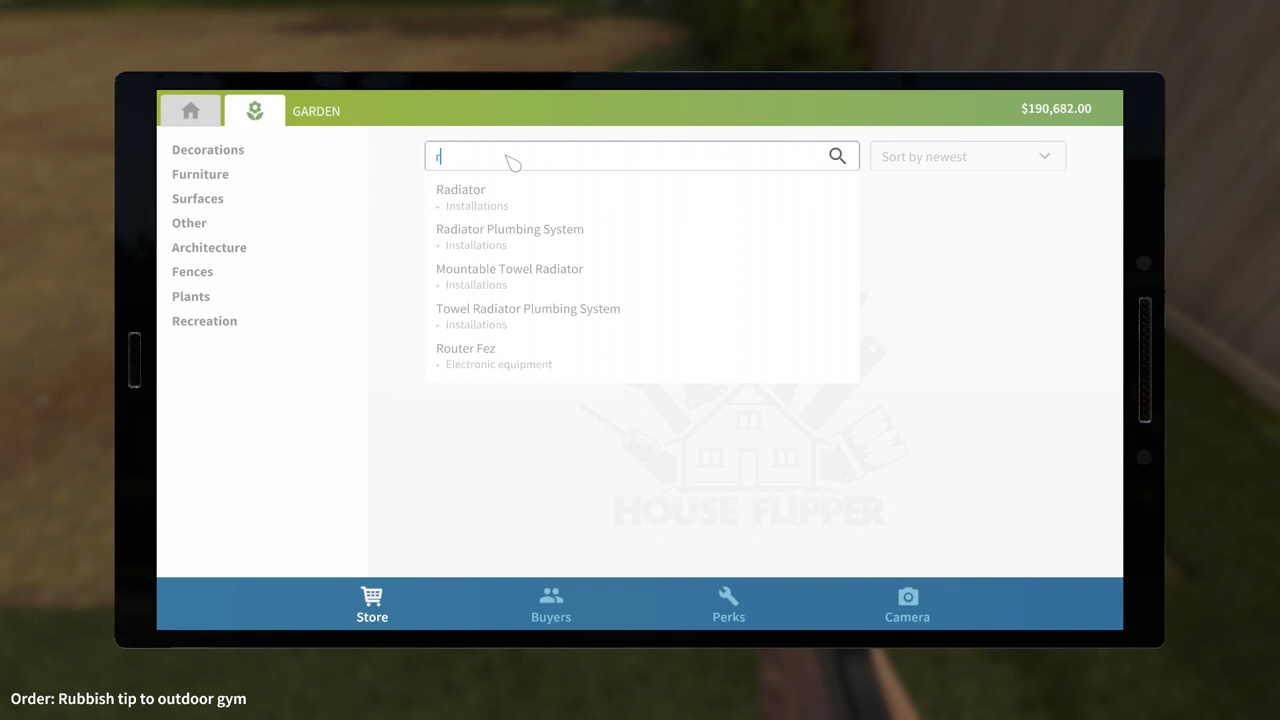 GARDEN
$190,682.00
Decorations
Furniture
Surfaces
Other
Architecture
Fences
Plants
Recreation
r
Sort by newest
Radiator
• Installations
Radiator Plumbing System
• Installations
Mountable Towel Radiator
• Installations
Towel Radiator Plumbing System
• Installations
Router Fez
• Electronic equipment
HOUSE FLIPPER
Store
Buyers
Perks
Camera
Order: Rubbish tip to outdoor gym